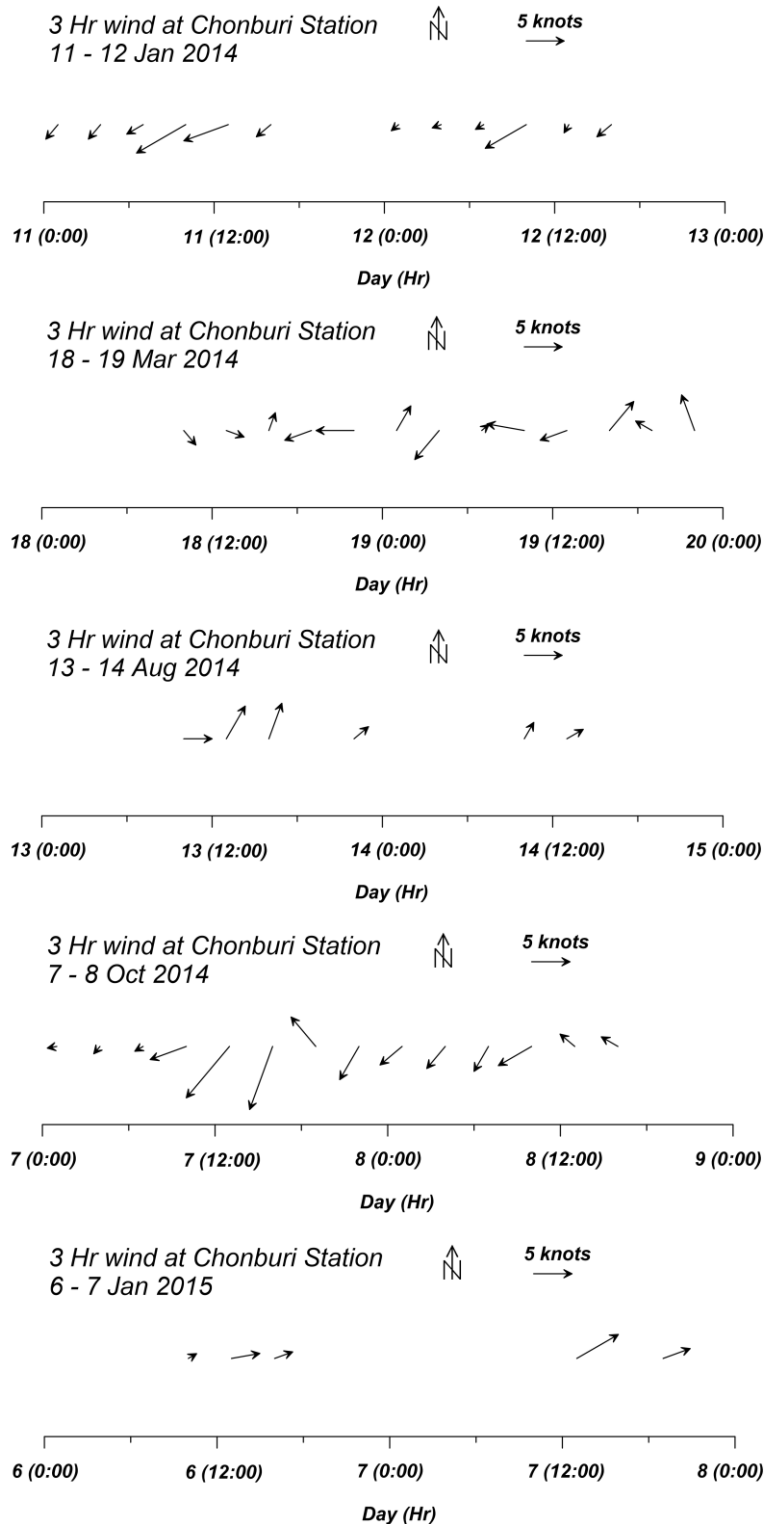 3 Hr wind at Chonburi Station
11 - 12 Jan 2014
N
5 knots
11 (0:00) 11 (12:00) 12 (0:00) 12 (12:00) 13 (0:00)
Day (Hr)
3 Hr wind at Chonburi Station
18 - 19 Mar 2014
N
5 knots
18 (0:00) 18 (12:00) 19 (0:00) 19 (12:00) 20 (0:00)
Day (Hr)
3 Hr wind at Chonburi Station
13 - 14 Aug 2014
N
5 knots
13 (0:00) 13 (12:00) 14 (0:00) 14 (12:00) 15 (0:00)
Day (Hr)
3 Hr wind at Chonburi Station
7 - 8 Oct 2014
N
5 knots
7 (0:00) 7 (12:00) 8 (0:00) 8 (12:00) 9 (0:00)
Day (Hr)
3 Hr wind at Chonburi Station
6 - 7 Jan 2015
N
5 knots
6 (0:00) 6 (12:00) 7 (0:00) 7 (12:00) 8 (0:00)
Day (Hr)